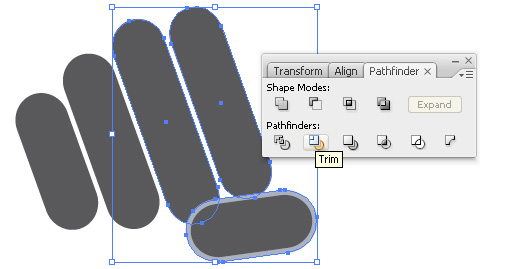 Transform Align Pathfinder ×
Shape Modes:
Expand
Pathfinders:
Trim